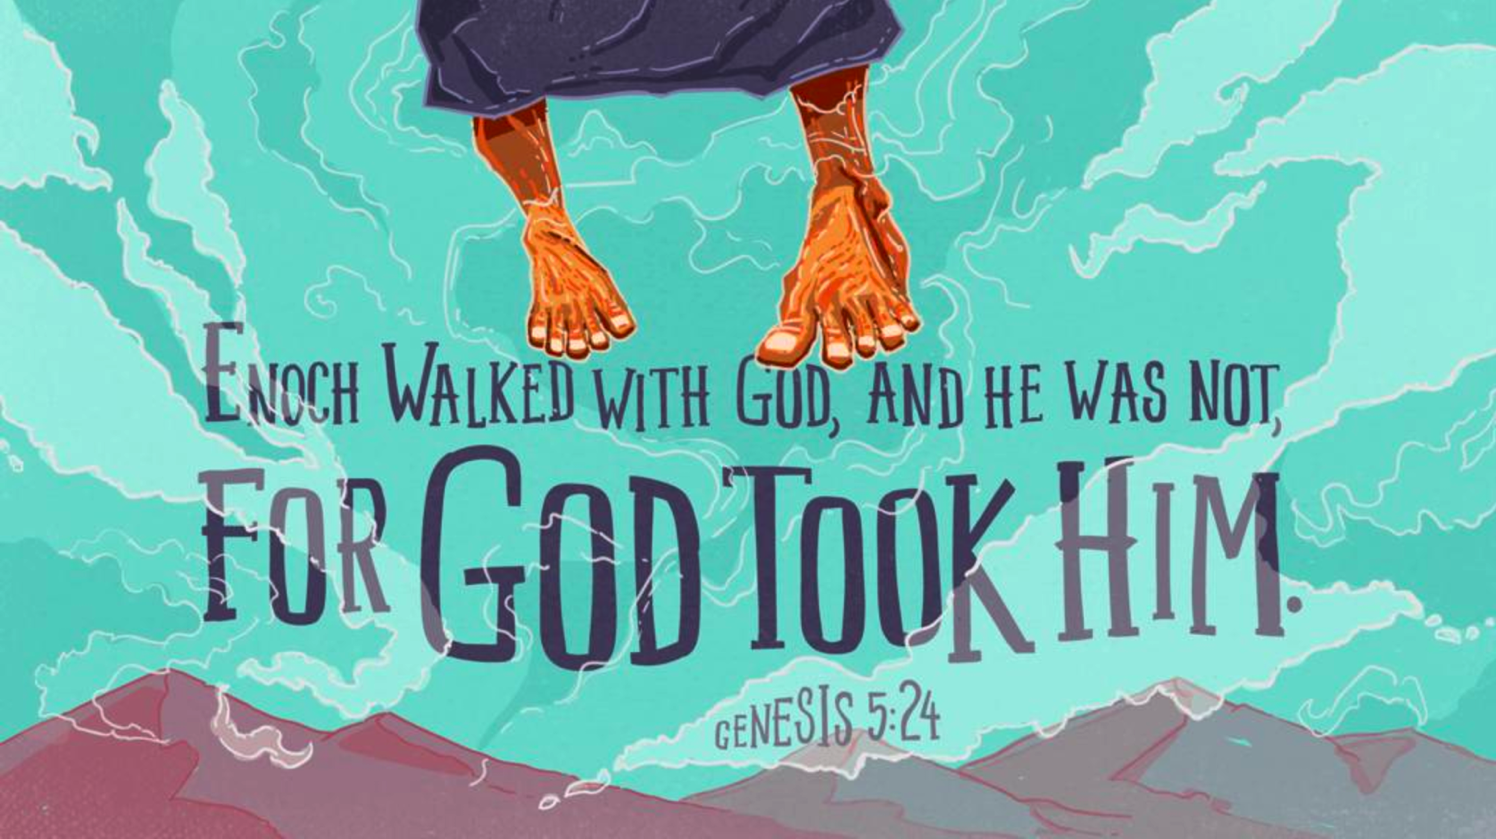 Enoch Walked with God, and he was not,
For God Took Him.
Genesis 5:24